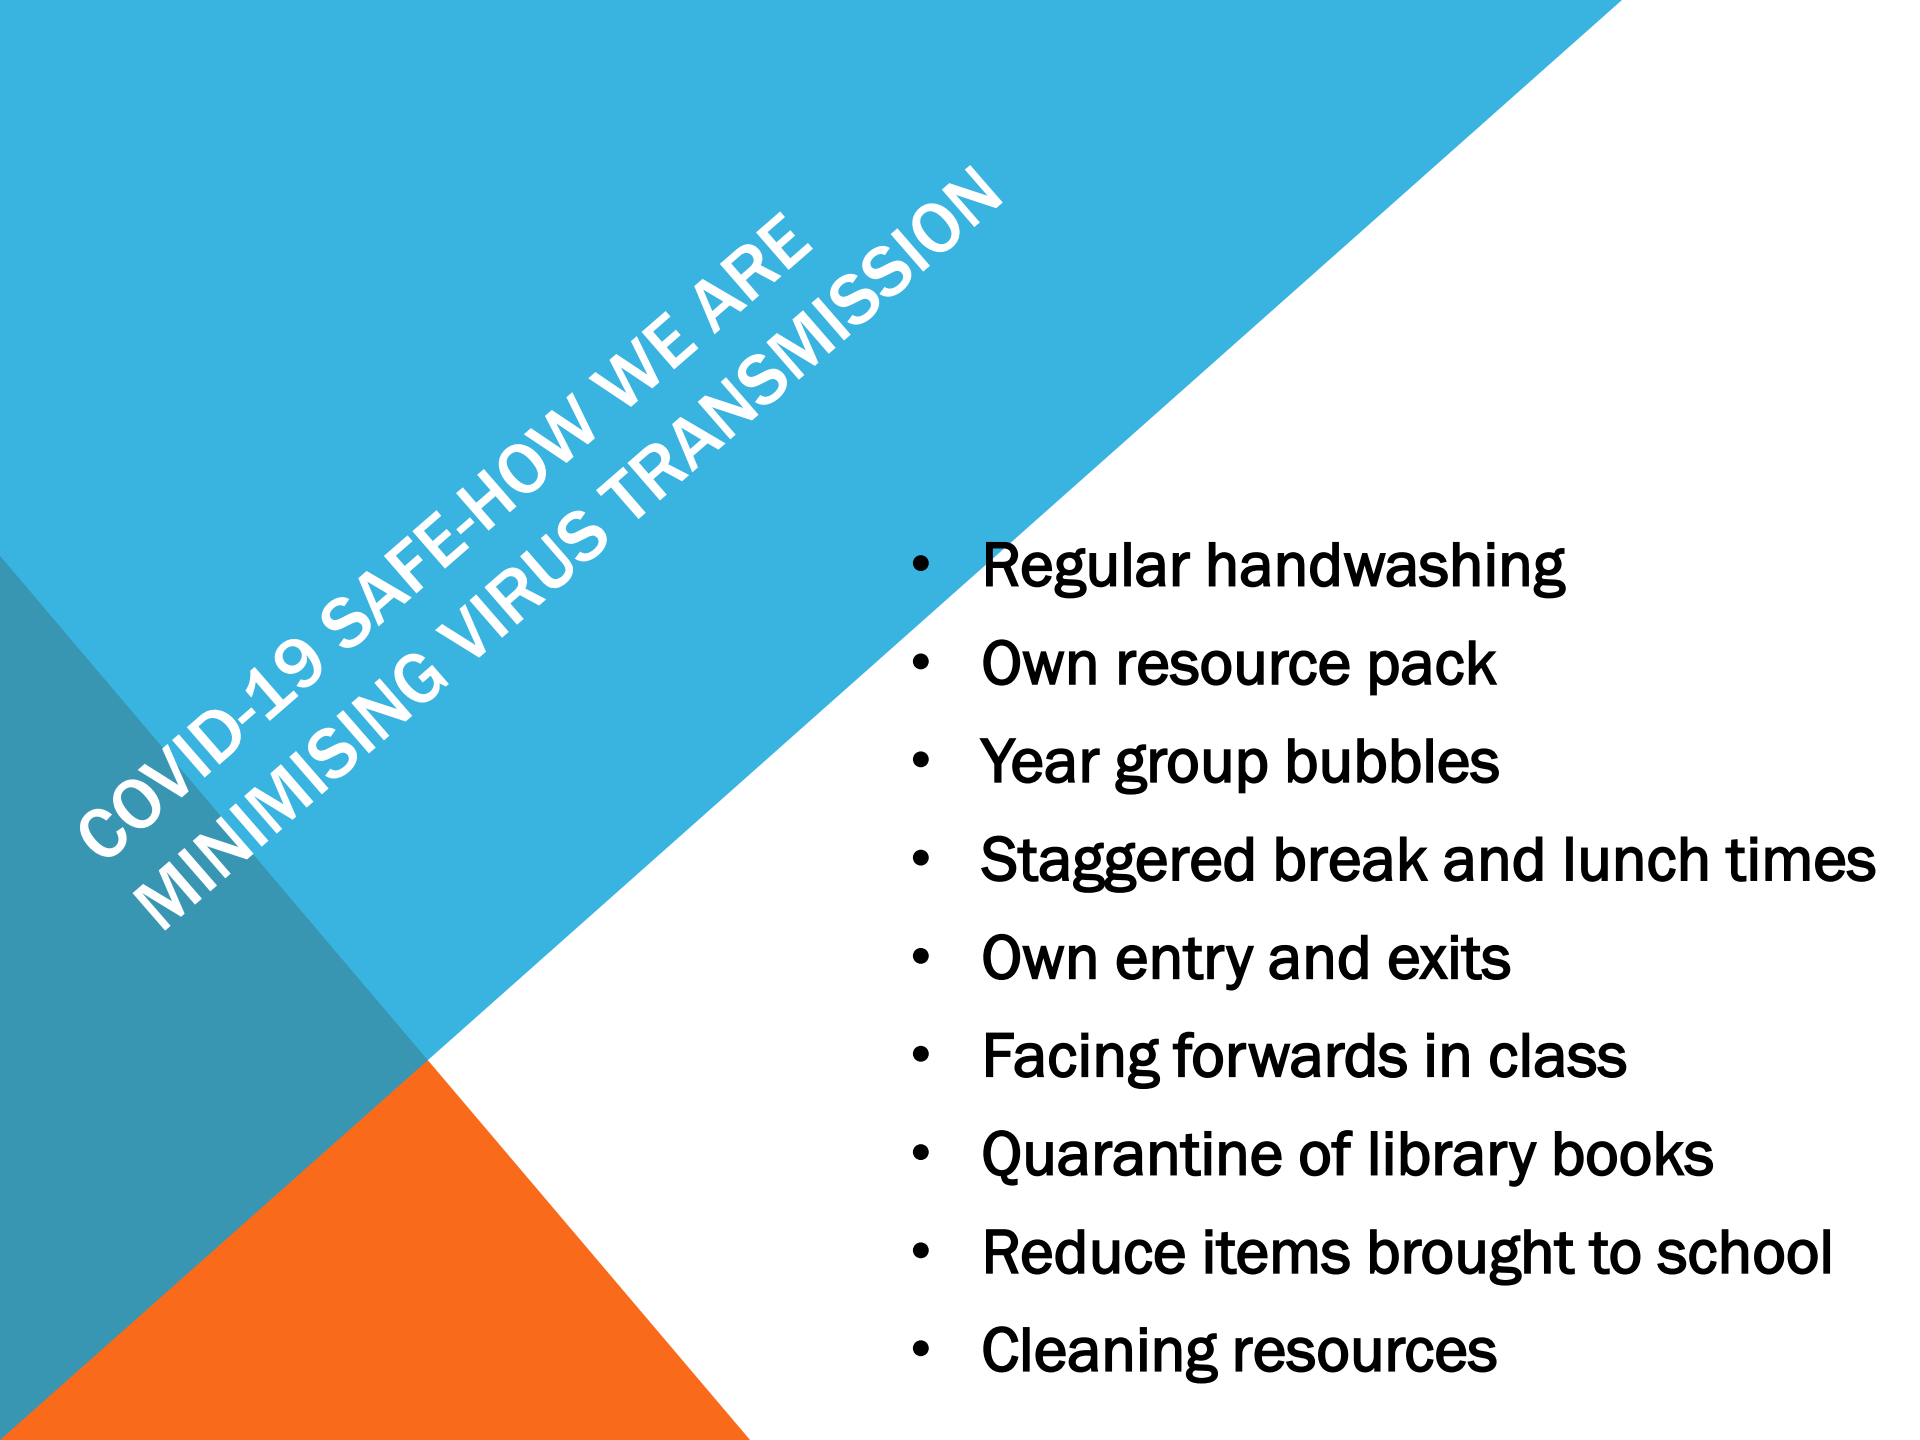 COVID-19 SAFE-HOW WE ARE
MINIMISING VIRUS TRANSMISSION
• Regular handwashing
• Own resource pack
• Year group bubbles
• Staggered break and lunch times
• Own entry and exits
• Facing forwards in class
• Quarantine of library books
• Reduce items brought to school
• Cleaning resources